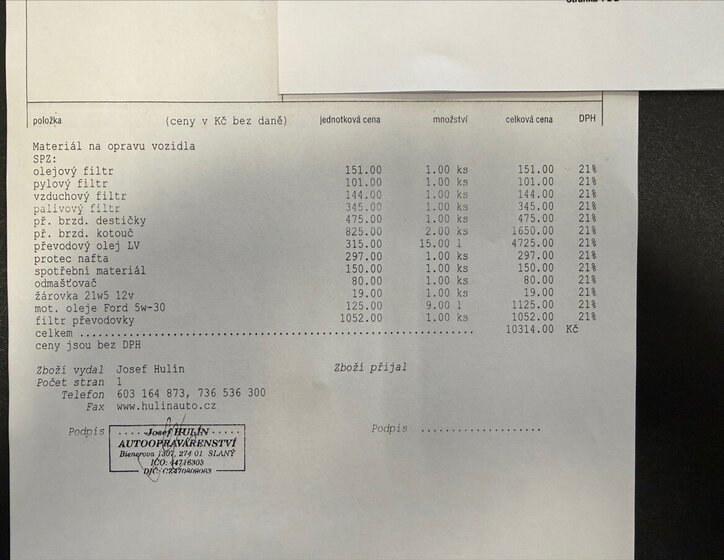 položka (ceny v Kč bez daně) jednotková cena množství celková cena DPH
Materiál na opravu vozidla
SPZ:
olejový filtr 151.00 1.00 ks 151.00 21%
pylový filtr 101.00 1.00 ks 101.00 21%
vzduchový filtr 144.00 1.00 ks 144.00 21%
palivový filtr 345.00 1.00 ks 345.00 21%
př. brzd. destičky 475.00 1.00 ks 475.00 21%
př. brzd. kotouč 825.00 2.00 ks 1650.00 21%
převodový olej LV 315.00 15.00 l 4725.00 21%
protec nafta 297.00 1.00 ks 297.00 21%
spotřební materiál 150.00 1.00 ks 150.00 21%
odmašťovač 80.00 1.00 ks 80.00 21%
žárovka 21w5 12v 19.00 1.00 ks 19.00 21%
mot. oleje Ford 5w-30 125.00 9.00 l 1125.00 21%
filtr převodovky 1052.00 1.00 ks 1052.00 21%
celkem 10314.00 Kč
ceny jsou bez DPH
Zboží vydal Josef Hulín Zboží přijal
Počet stran 1
Telefon 603 164 873, 736 536 300
Fax www.hulinauto.cz
Podpis Podpis
Josef HULÍN
AUTOOPRAVÁRENSTVÍ
Bienerova 1307, 274 01 SLANÝ
IČO: 44716303